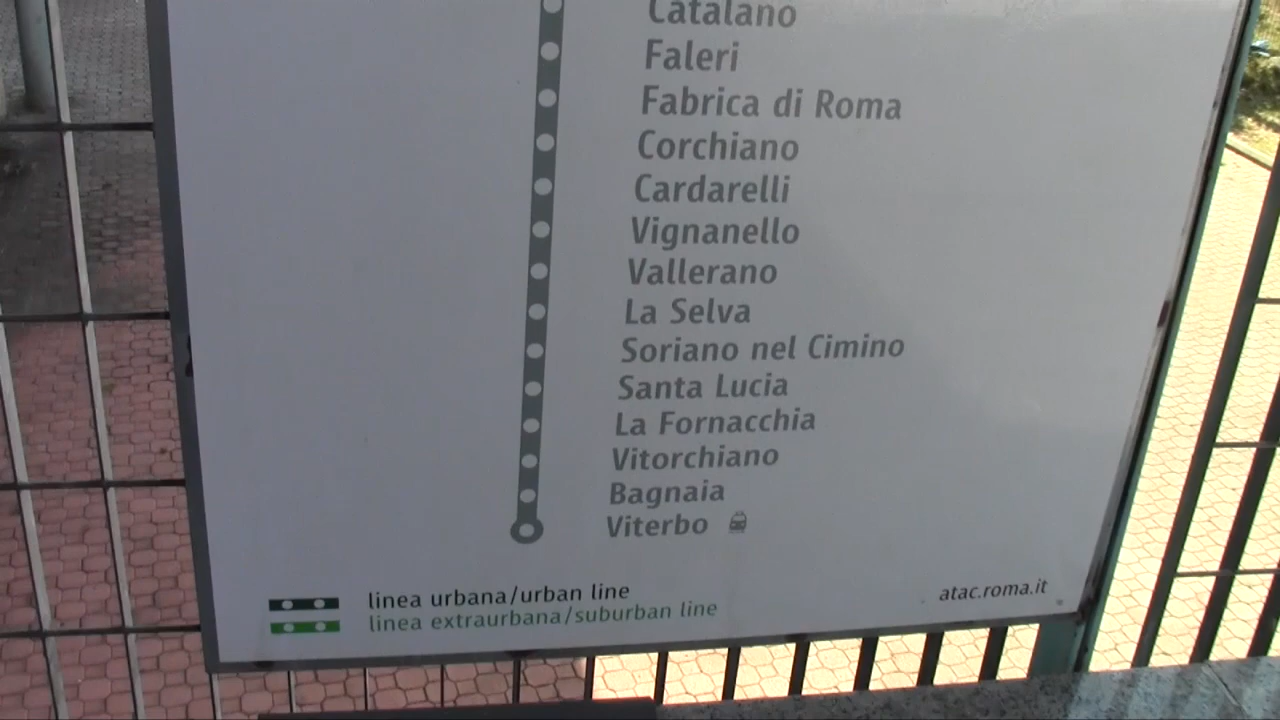 Catalano
Faleri
Fabrica di Roma
Corchiano
Cardarelli
Vignanello
Vallerano
La Selva
Soriano nel Cimino
Santa Lucia
La Fornacchia
Vitorchiano
Bagnaia
Viterbo
linea urbana/urban line
linea extraurbana/suburban line
atac.roma.it